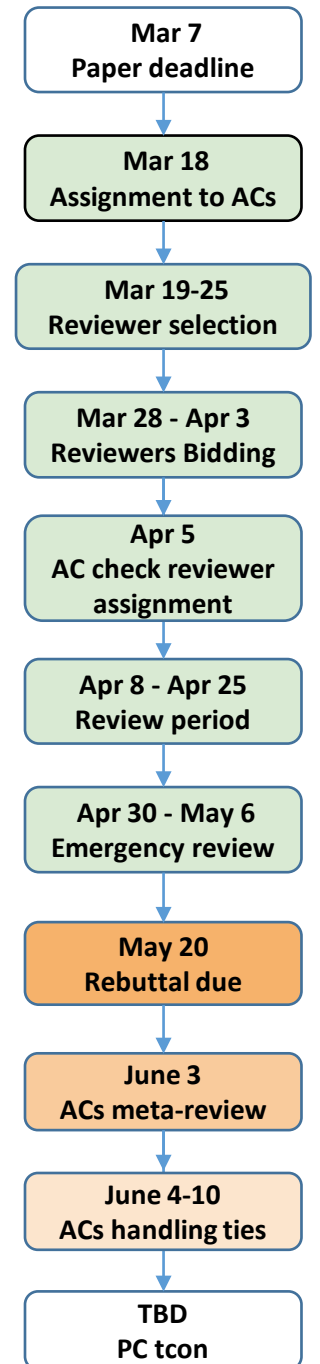 Mar 7
Paper deadline
Mar 18
Assignment to ACs
Mar 19-25
Reviewer selection
Mar 28 - Apr 3
Reviewers Bidding
Apr 5
AC check reviewer
assignment
Apr 8 - Apr 25
Review period
Apr 30 - May 6
Emergency review
May 20
Rebuttal due
June 3
ACs meta-review
June 4-10
ACs handling ties
TBD
PC tcon